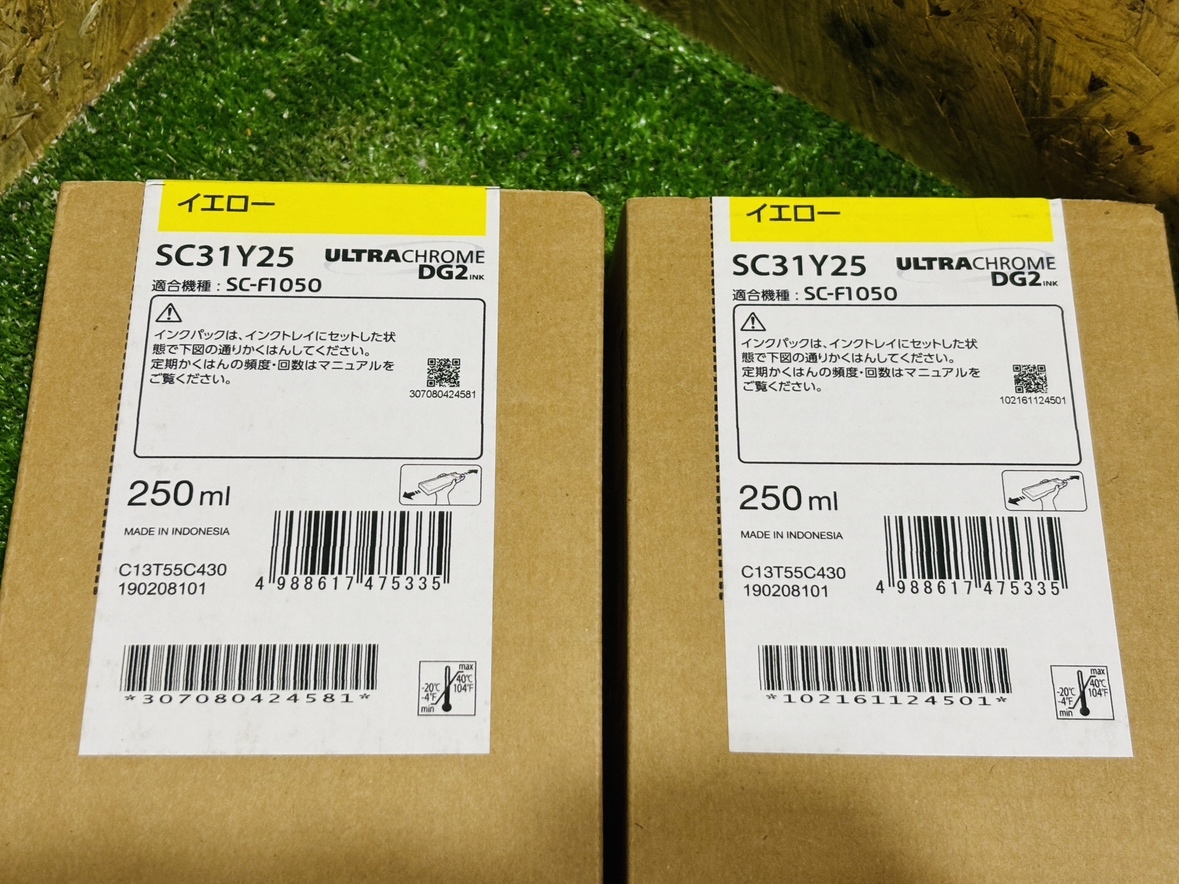 イエロー
SC31Y25
ULTRACHROME
DG2 INK
適合機種：SC-F1050
インクパックは、インクトレイにセットした状
態で下図の通りかくはんしてください。
定期かくはんの頻度・回数はマニュアルを
ご覧ください。
307080424581
250 ml
MADE IN INDONESIA
C13T55C430
190208101
4 988617 475335
*307080424581*
max
40℃
104°F
-20℃
-4°F
min
イエロー
SC31Y25
ULTRACHROME
DG2 INK
適合機種：SC-F1050
インクパックは、インクトレイにセットした状
態で下図の通りかくはんしてください。
定期かくはんの頻度・回数はマニュアルを
ご覧ください。
102161124501
250 ml
MADE IN INDONESIA
C13T55C430
190208101
4 988617 475335
*102161124501*
max
40℃
104°F
-20℃
-4°F
min